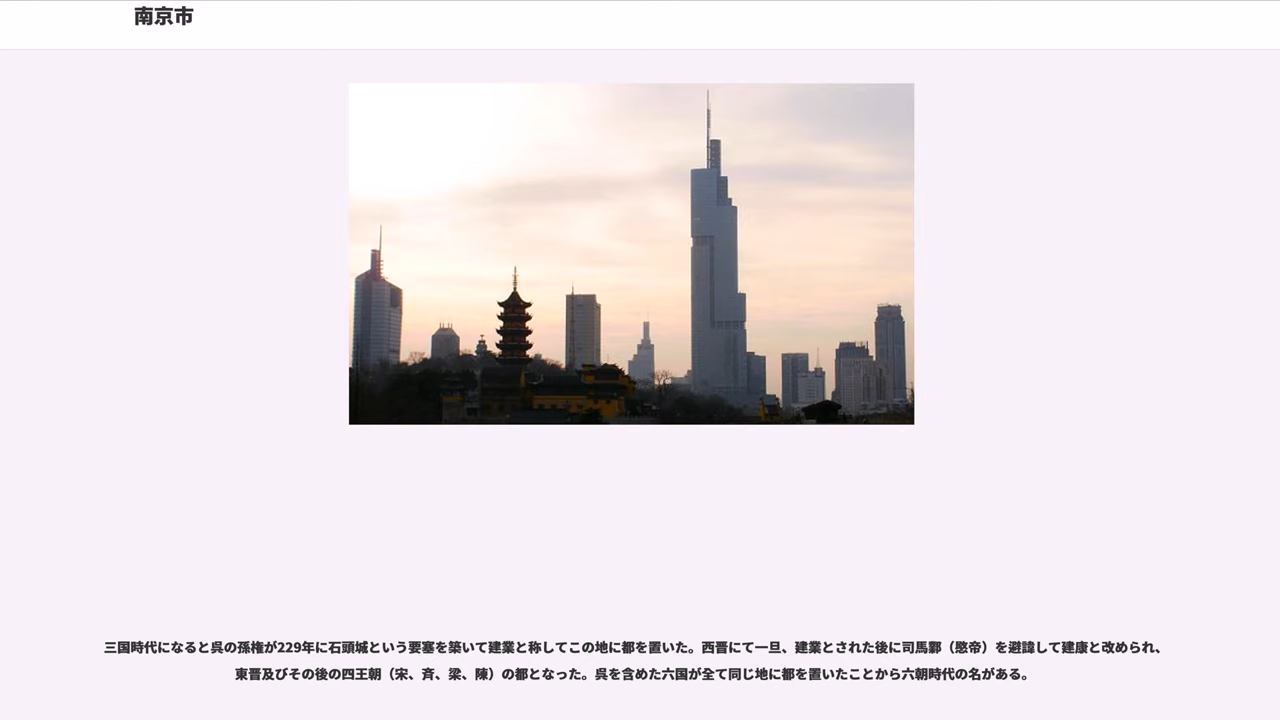 南京市
三国時代になると呉の孫権が229年に石頭城という要塞を築いて建業と称してこの地に都を置いた。西晋にて一旦、建業とされた後に司馬鄴（愍帝）を避諱して建康と改められ、
東晋及びその後の四王朝（宋、斉、梁、陳）の都となった。呉を含めた六国が全て同じ地に都を置いたことから六朝時代の名がある。